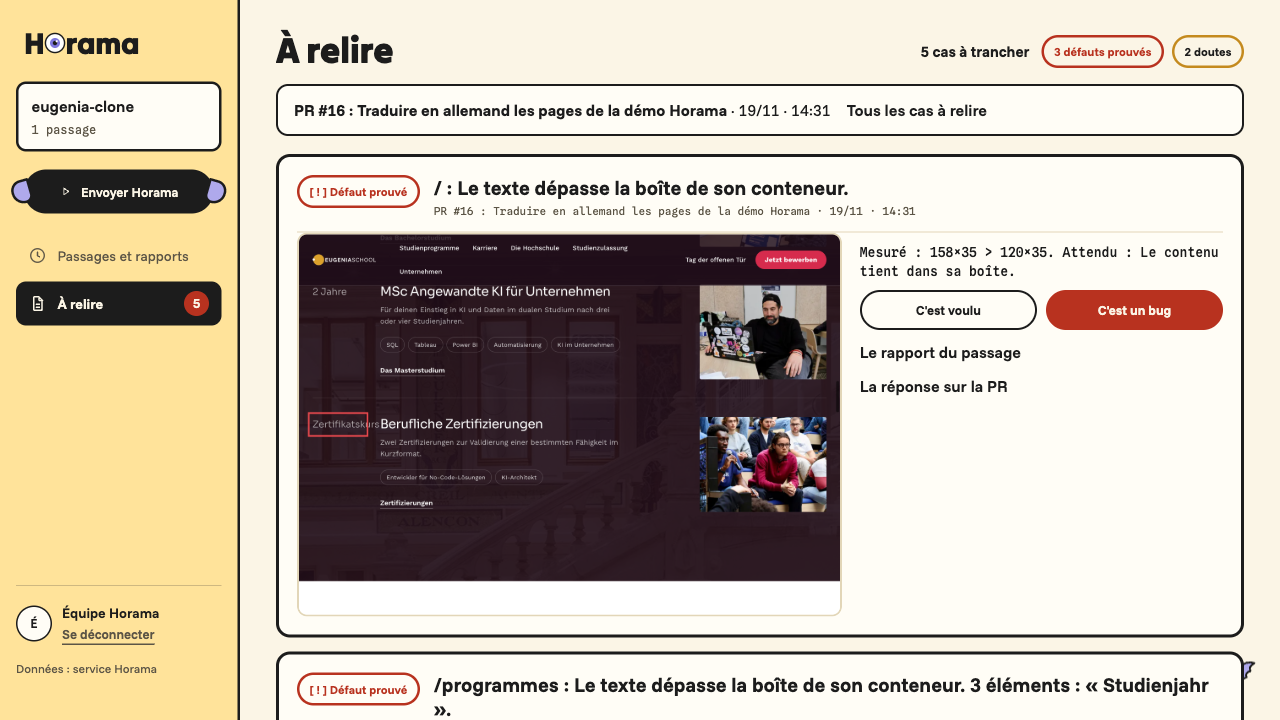 Horama
eugenia-clone
1 passage
Envoyer Horama
Passages et rapports
À relire
5
É
Équipe Horama
Se déconnecter
Données : service Horama
À relire
5 cas à trancher
3 défauts prouvés
2 doutes
PR #16 : Traduire en allemand les pages de la démo Horama · 19/11 · 14:31
Tous les cas à relire
[ ! ] Défaut prouvé
/ : Le texte dépasse la boîte de son conteneur.
PR #16 : Traduire en allemand les pages de la démo Horama · 19/11 · 14:31
Das Bachelorstudium
EUGENIASCHOOL
Studienprogramme
Karriere
Die Hochschule
Studienzulassung
Unternehmen
Tag der offenen Tür
Jetzt bewerben
2 Jahre
MSc Angewandte KI für Unternehmen
Für deinen Einstieg in KI und Daten im dualen Studium nach drei
oder vier Studienjahren.
SQL
Tableau
Power BI
Automatisierung
KI im Unternehmen
Das Masterstudium
Zertifikatskurs
Berufliche Zertifizierungen
Zwei Zertifizierungen zur Validierung einer bestimmten Fähigkeit im
Kurzformat.
Entwickler für No-Code-Lösungen
KI-Architekt
Zertifizierungen
ALENCON
Mesuré : 158×35 > 120×35. Attendu : Le contenu
tient dans sa boîte.
C'est voulu
C'est un bug
Le rapport du passage
La réponse sur la PR
[ ! ] Défaut prouvé
/programmes : Le texte dépasse la boîte de son conteneur. 3 éléments : « Studienjahr
».